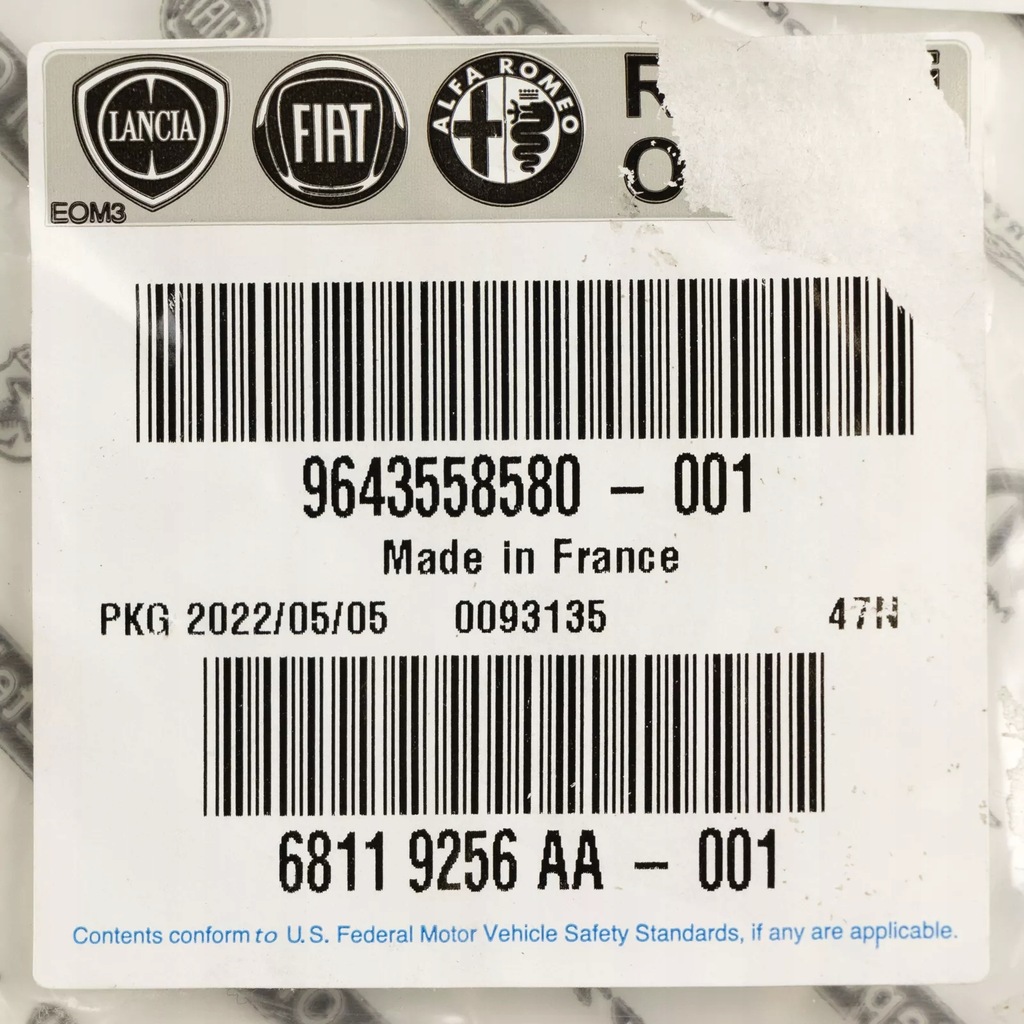 LANCIA
FIAT
ALFA ROMEO
EOM3
9643558580 – 001
Made in France
PKG 2022/05/05 0093135 47N
6811 9256 AA – 001
Contents conform to U.S. Federal Motor Vehicle Safety Standards, if any are applicable.